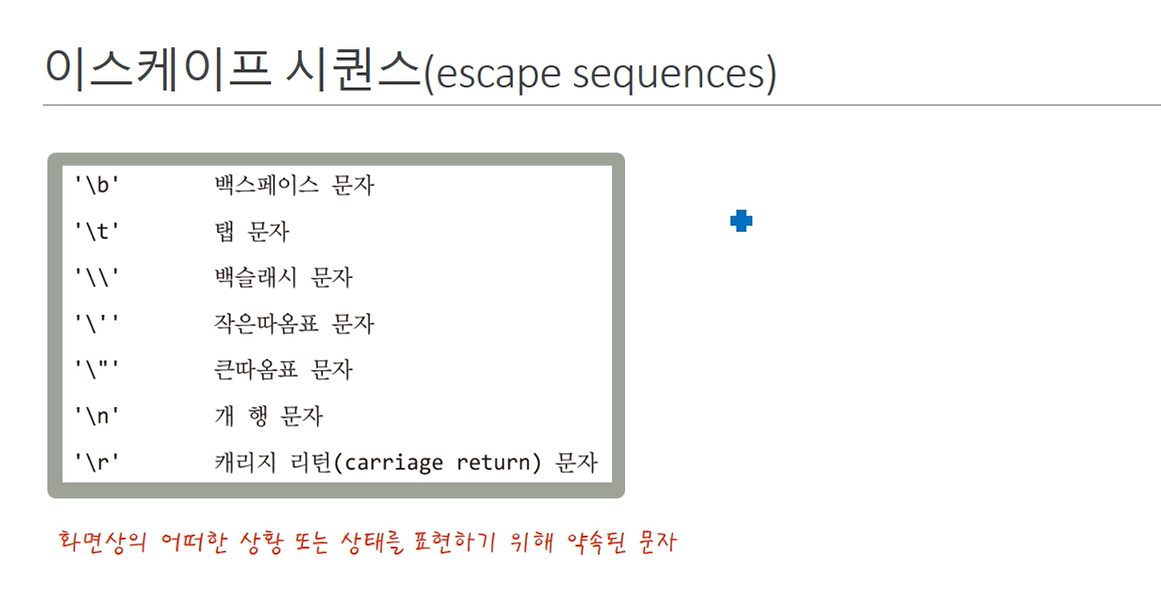 이스케이프 시퀀스(escape sequences)
'\b' 백스페이스 문자
'\t' 탭 문자
'\\' 백슬래시 문자
'\'' 작은따옴표 문자
'\"' 큰따옴표 문자
'\n' 개 행 문자
'\r' 캐리지 리턴(carriage return) 문자
화면상의 어떠한 상황 또는 상태를 표현하기 위해 약속된 문자